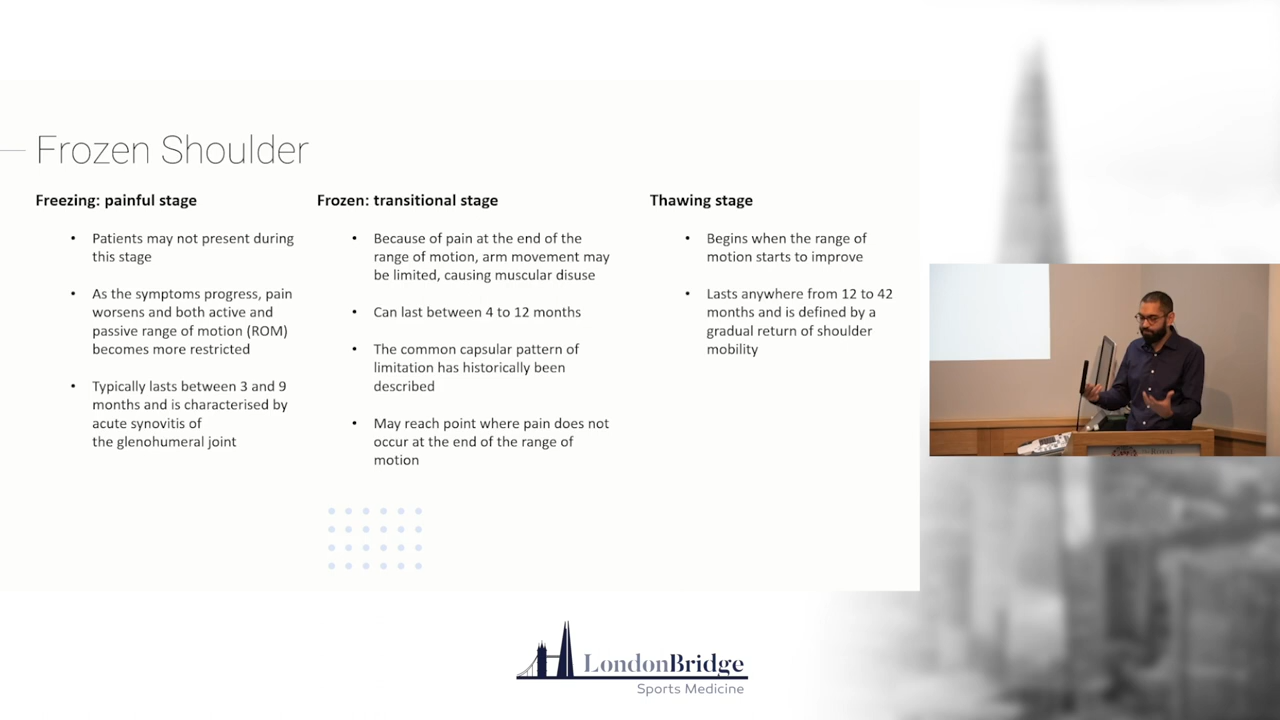 Frozen Shoulder
Freezing: painful stage
• Patients may not present during
this stage
• As the symptoms progress, pain
worsens and both active and
passive range of motion (ROM)
becomes more restricted
• Typically lasts between 3 and 9
months and is characterised by
acute synovitis of
the glenohumeral joint
Frozen: transitional stage
• Because of pain at the end of the
range of motion, arm movement may
be limited, causing muscular disuse
• Can last between 4 to 12 months
• The common capsular pattern of
limitation has historically been
described
• May reach point where pain does not
occur at the end of the range of
motion
Thawing stage
• Begins when the range of
motion starts to improve
• Lasts anywhere from 12 to 42
months and is defined by a
gradual return of shoulder
mobility
LondonBridge
Sports Medicine